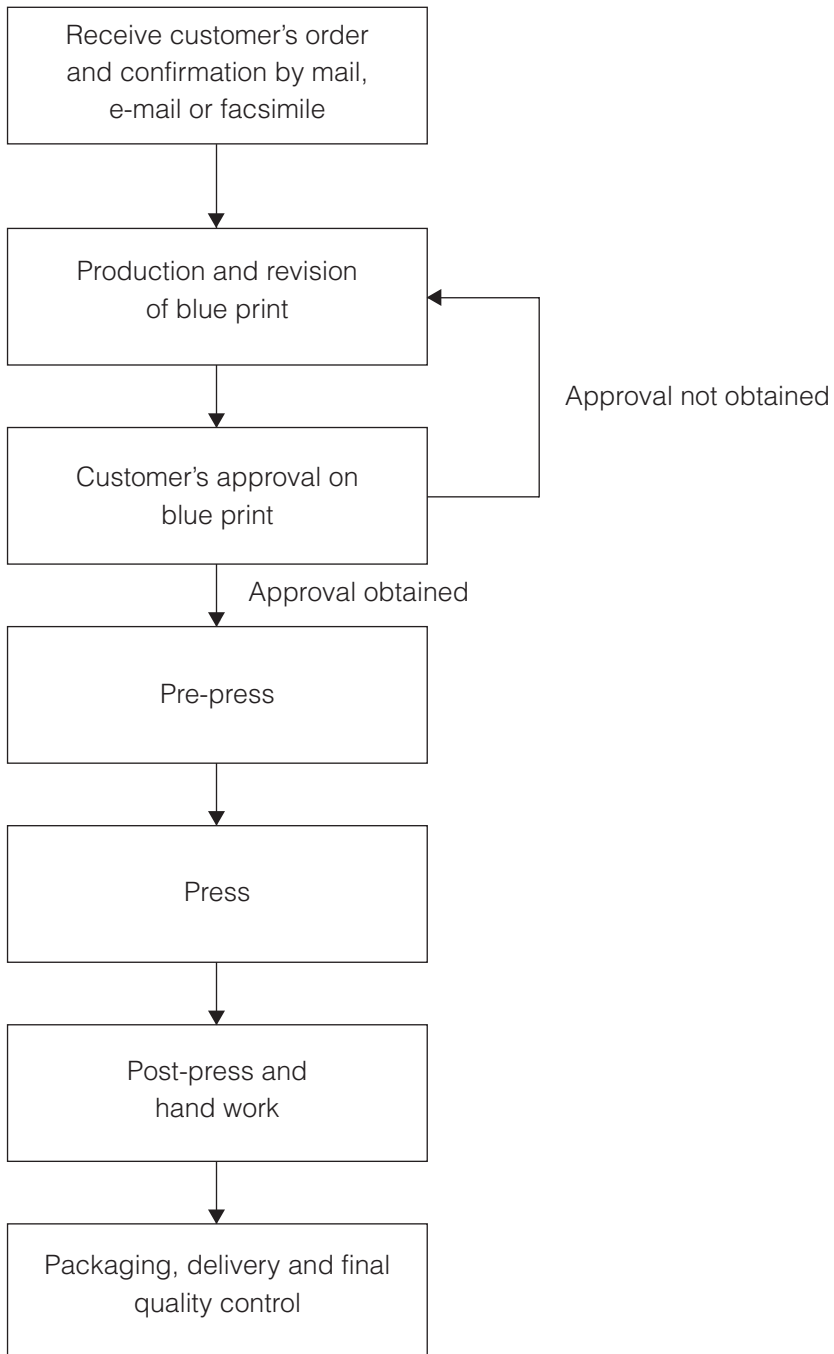 Receive customer’s order
and confirmation by mail,
e-mail or facsimile
Production and revision
of blue print
Approval not obtained
Customer’s approval on
blue print
Approval obtained
Pre-press
Press
Post-press and
hand work
Packaging, delivery and final
quality control